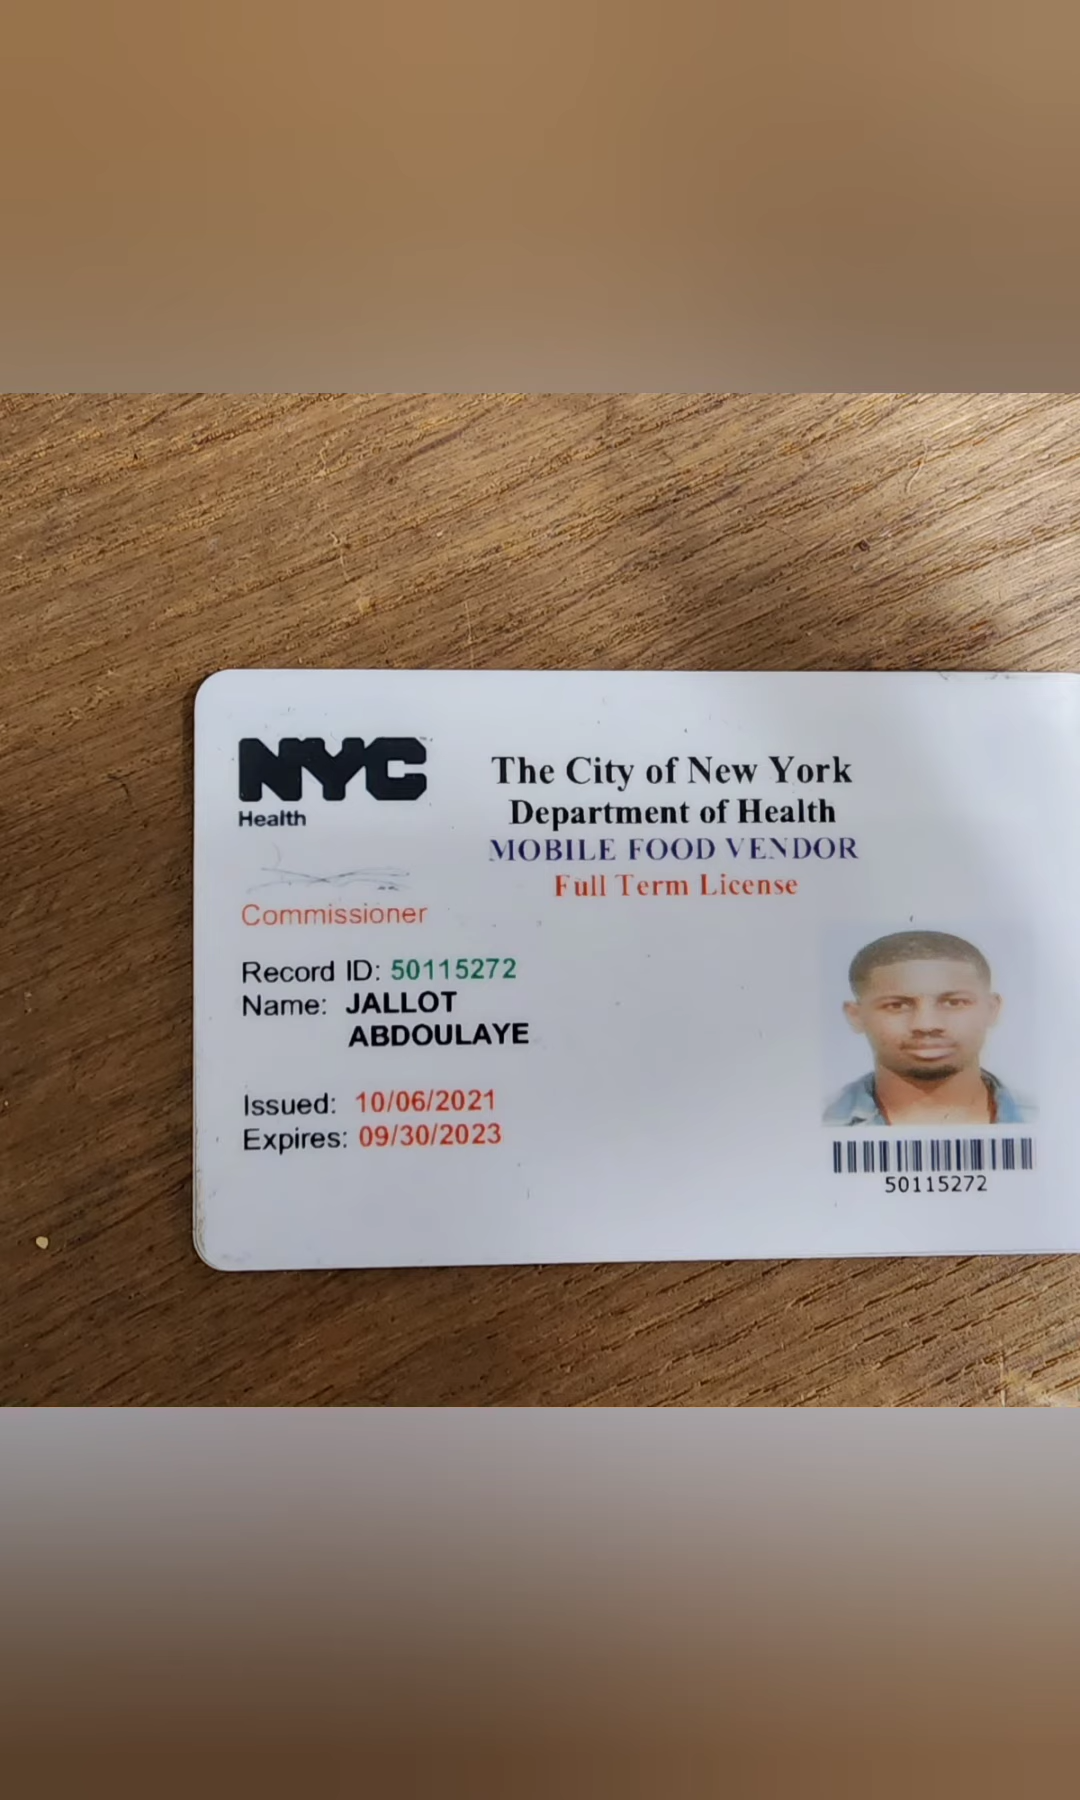 NYC
Health
The City of New York
Department of Health
MOBILE FOOD VENDOR
Full Term License
Commissioner
Record ID: 50115272
Name: JALLOT
ABDOULAYE
Issued: 10/06/2021
Expires: 09/30/2023
50115272